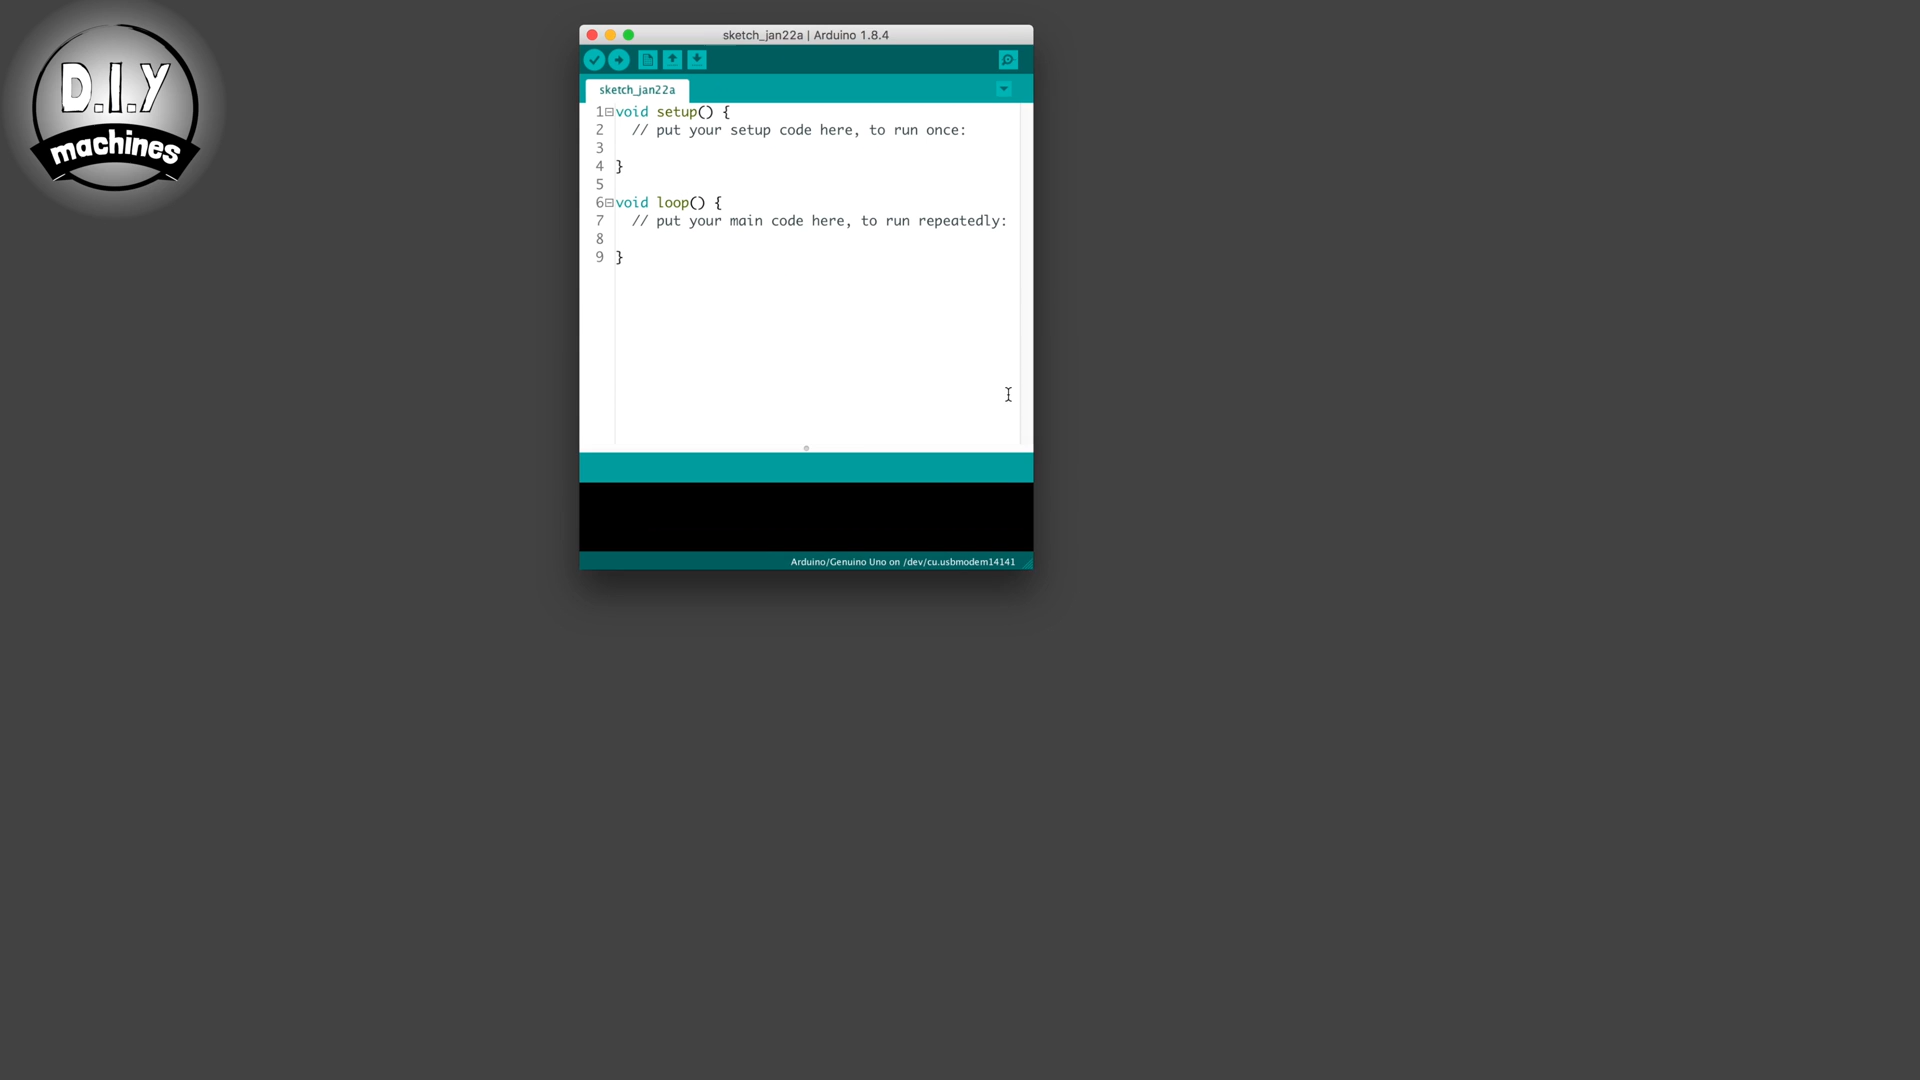 D.I.Y
machines
sketch_jan22a | Arduino 1.8.4
sketch_jan22a
1 void setup() {
2 // put your setup code here, to run once:
3
4 }
5
6 void loop() {
7 // put your main code here, to run repeatedly:
8
9 }
Arduino/Genuino Uno on /dev/cu.usbmodem14141